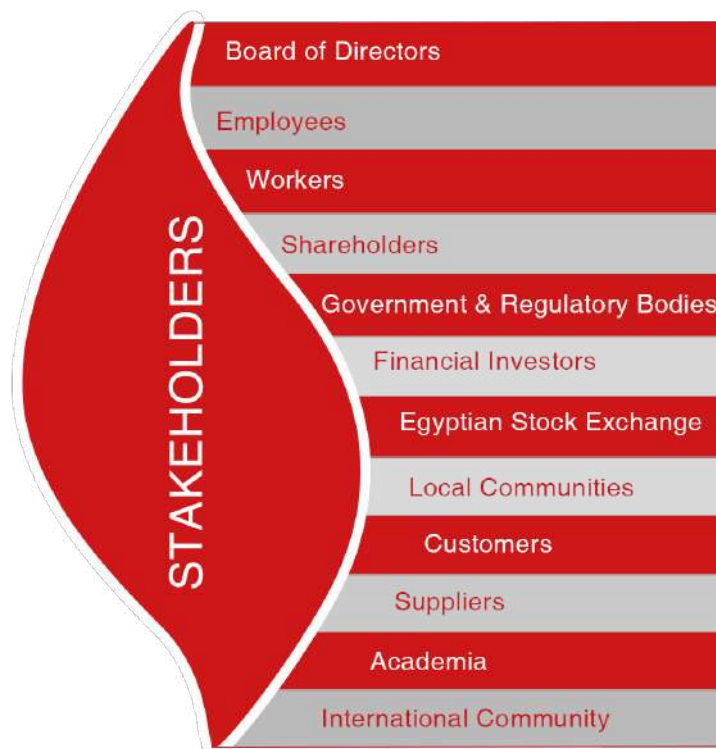 STAKEHOLDERS
Board of Directors
Employees
Workers
Shareholders
Government & Regulatory Bodies
Financial Investors
Egyptian Stock Exchange
Local Communities
Customers
Suppliers
Academia
International Community